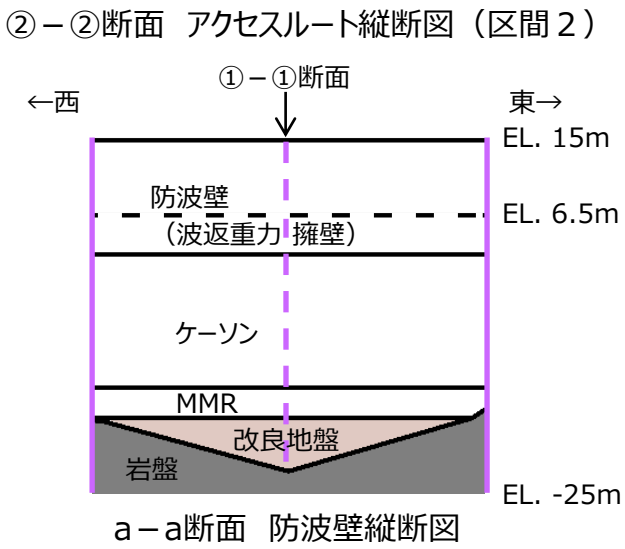 ②－②断面 アクセスルート縦断図（区間２）
①－①断面
←西
東→
EL. 15m
防波壁
EL. 6.5m
（波返重力 擁壁）
ケーソン
MMR
改良地盤
岩盤
EL. -25m
a－a断面 防波壁縦断図